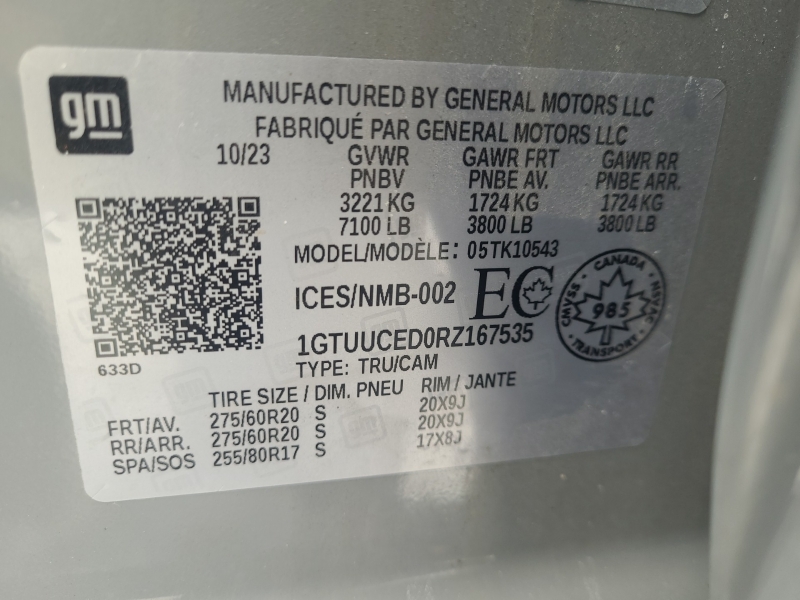 gm
MANUFACTURED BY GENERAL MOTORS LLC
FABRIQUÉ PAR GENERAL MOTORS LLC
10/23 GVWR GAWR FRT GAWR RR
PNBV PNBE AV. PNBE ARR.
3221 KG 1724 KG 1724 KG
7100 LB 3800 LB 3800 LB
MODEL/MODÈLE: 05TK10543
ICES/NMB-002 EC
CANADA
CMVSS 985 NSVAC
TRANSPORT
1GTUUCED0RZ167535
633D
TYPE: TRU/CAM
TIRE SIZE / DIM. PNEU RIM / JANTE
FRT/AV. 275/60R20 S 20X9J
RR/ARR. 275/60R20 S 20X9J
SPA/SOS 255/80R17 S 17X8J